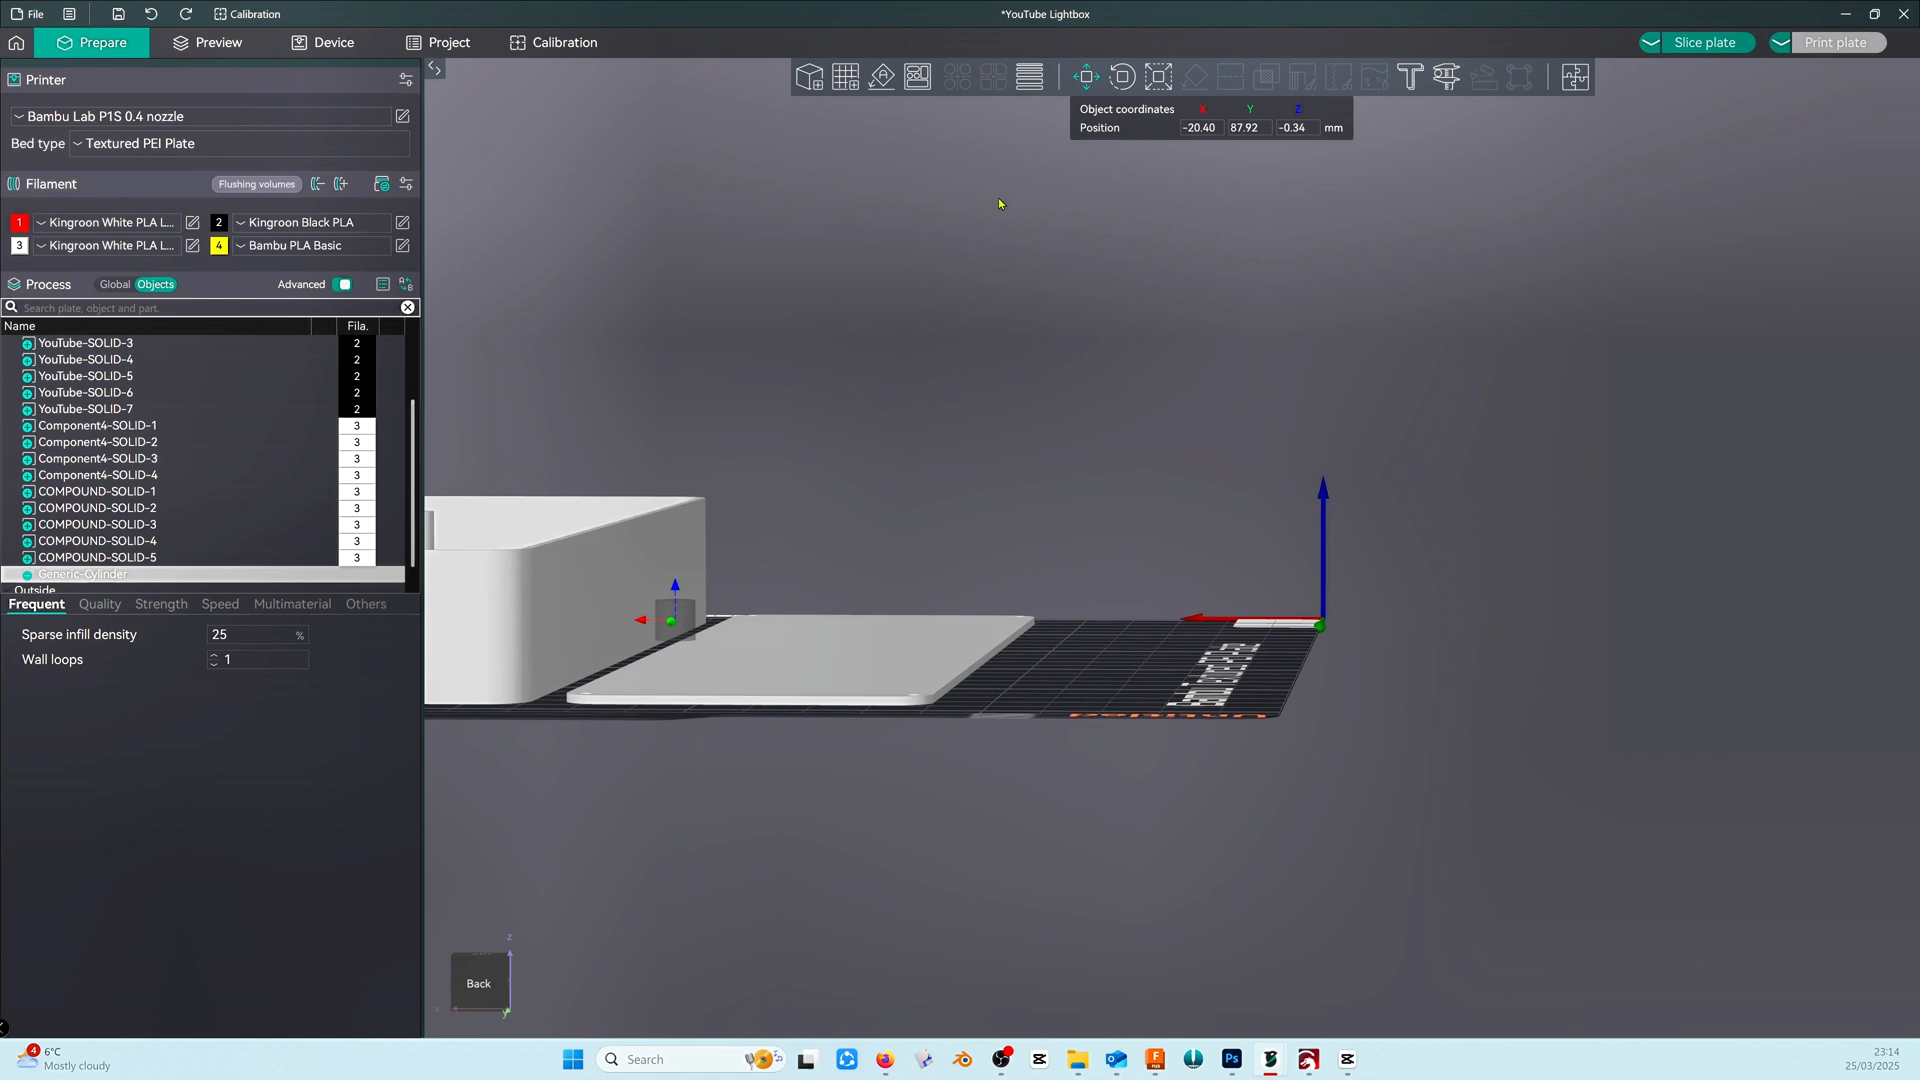 File
Calibration
*YouTube Lightbox
Prepare
Preview
Device
Project
Calibration
Slice plate
Print plate
Printer
Bambu Lab P1S 0.4 nozzle
Bed type
Textured PEI Plate
Filament
Flushing volumes
1
Kingroon White PLA L...
2
Kingroon Black PLA
3
Kingroon White PLA L...
4
Bambu PLA Basic
Process
Global
Objects
Advanced
Search plate, object and part.
Name
Fila.
YouTube-SOLID-3
2
YouTube-SOLID-4
2
YouTube-SOLID-5
2
YouTube-SOLID-6
2
YouTube-SOLID-7
2
Component4-SOLID-1
3
Component4-SOLID-2
3
Component4-SOLID-3
3
Component4-SOLID-4
3
COMPOUND-SOLID-1
3
COMPOUND-SOLID-2
3
COMPOUND-SOLID-3
3
COMPOUND-SOLID-4
3
COMPOUND-SOLID-5
3
Generic-Cylinder
Outside
Frequent
Quality
Strength
Speed
Multimaterial
Others
Sparse infill density
25
%
Wall loops
1
Object coordinates
X
Y
Z
Position
-20.40
87.92
-0.34
mm
Untitled
Back
z
x
y
4
6°C
Mostly cloudy
Search
23:14
25/03/2025